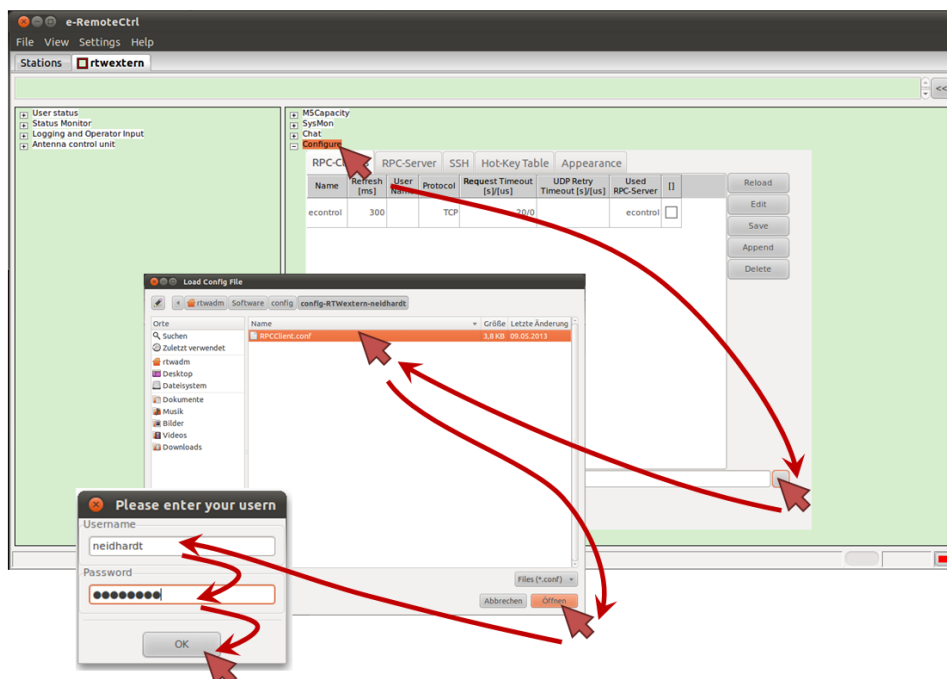 e-RemoteCtrl
File View Settings Help
Stations rtwextern
<<
User status
Status Monitor
Logging and Operator Input
Antenna control unit
MSCapacity
SysMon
Chat
Configure
RPC-Server SSH Hot-Key Table Appearance
Name Refresh [ms] User Name Protocol Request Timeout [s]/[us] UDP Retry Timeout [s]/[us] Used RPC-Server []
econtrol 300 TCP 20/0 econtrol
Reload
Edit
Save
Append
Delete
Load Config File
rtwadm Software config config-RTWextern-neidhardt
Orte
Suchen
Zuletzt verwendet
rtwadm
Desktop
Dateisystem
Dokumente
Musik
Bilder
Videos
Downloads
Name Größe Letzte Änderung
RPCClient.conf 3,8 KB 09.05.2013
Files (*.conf)
Abbrechen Öffnen
Please enter your usern
Username
neidhardt
Password
●●●●●●●●
OK